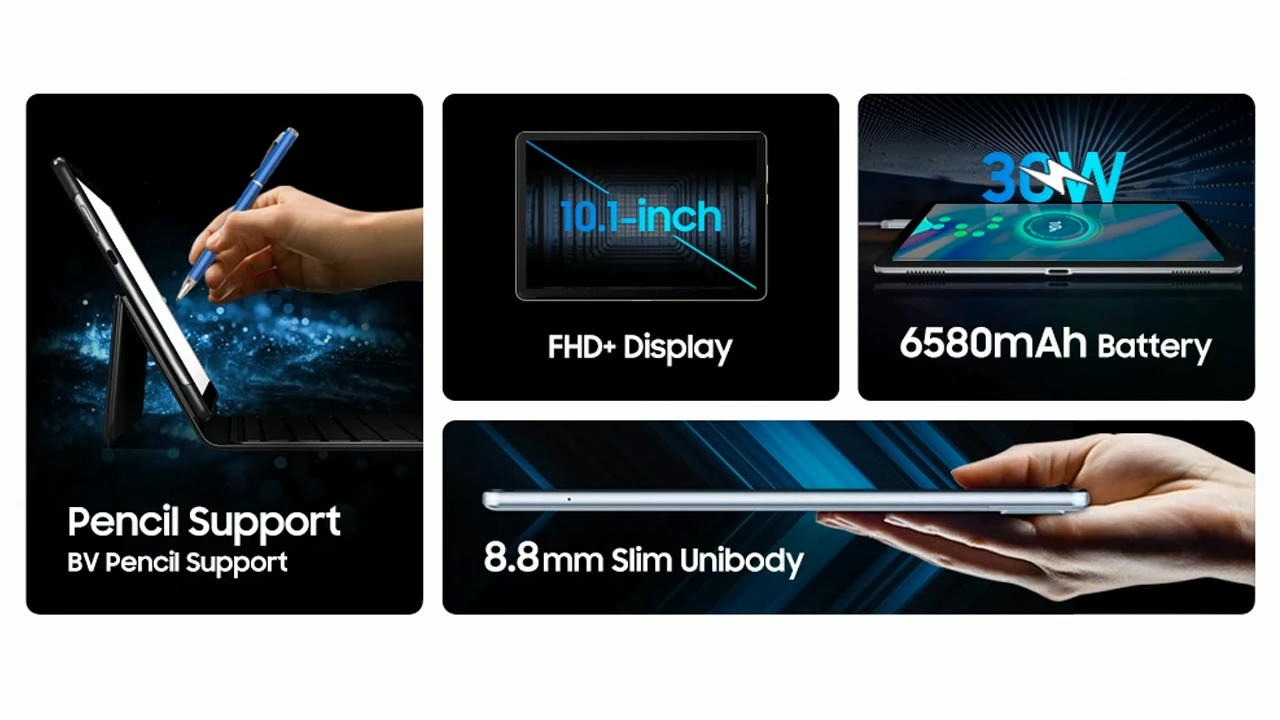 Pencil Support
BV Pencil Support
10.1-inch
FHD+ Display
30W
6580mAh Battery
8.8mm Slim Unibody